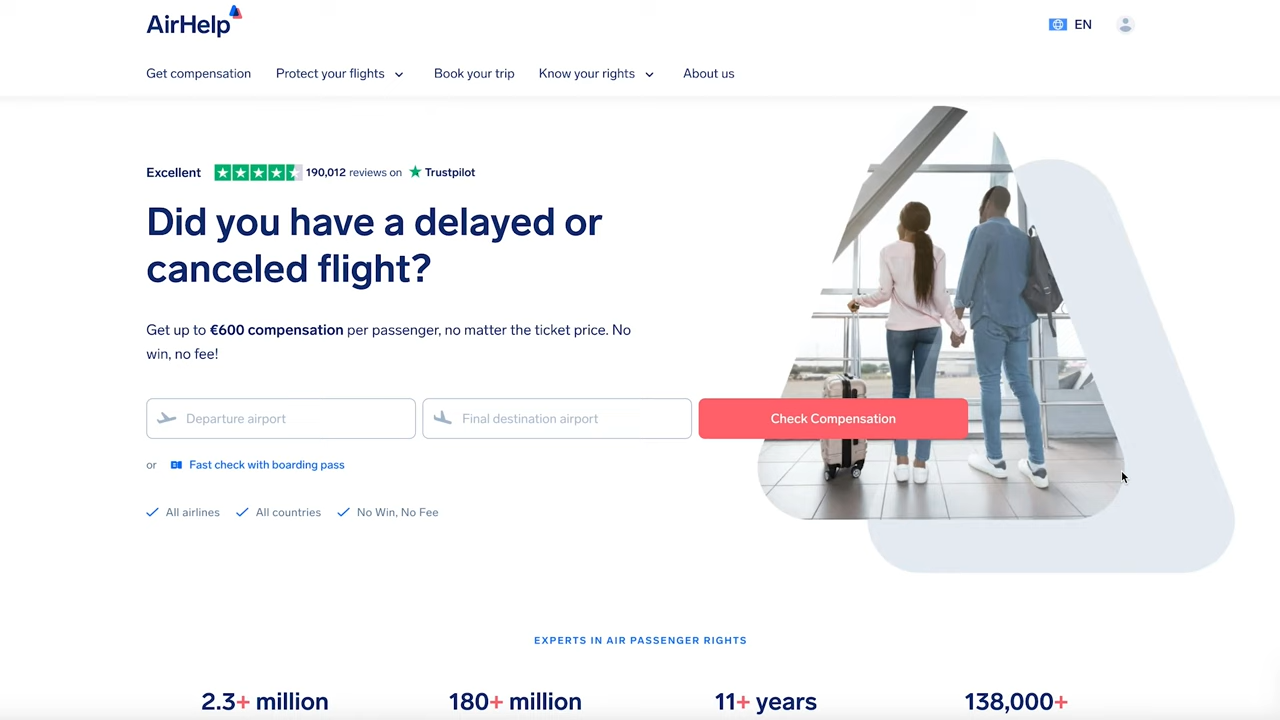 AirHelp
EN
Get compensation
Protect your flights
Book your trip
Know your rights
About us
Excellent 190,012 reviews on Trustpilot
Did you have a delayed or
canceled flight?
Get up to €600 compensation per passenger, no matter the ticket price. No
win, no fee!
Departure airport
Final destination airport
Check Compensation
or Fast check with boarding pass
All airlines
All countries
No Win, No Fee
EXPERTS IN AIR PASSENGER RIGHTS
2.3+ million
180+ million
11+ years
138,000+